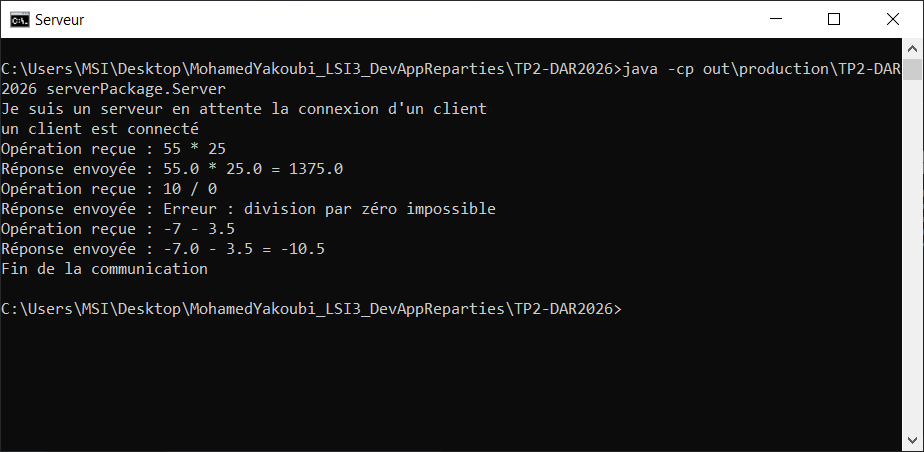 Serveur
C:\Users\MSI\Desktop\MohamedYakoubi_LSI3_DevAppReparties\TP2-DAR2026>java -cp out\production\TP2-DAR
2026 serverPackage.Server
Je suis un serveur en attente la connexion d'un client
un client est connecté
Opération reçue : 55 * 25
Réponse envoyée : 55.0 * 25.0 = 1375.0
Opération reçue : 10 / 0
Réponse envoyée : Erreur : division par zéro impossible
Opération reçue : -7 - 3.5
Réponse envoyée : -7.0 - 3.5 = -10.5
Fin de la communication
C:\Users\MSI\Desktop\MohamedYakoubi_LSI3_DevAppReparties\TP2-DAR2026>